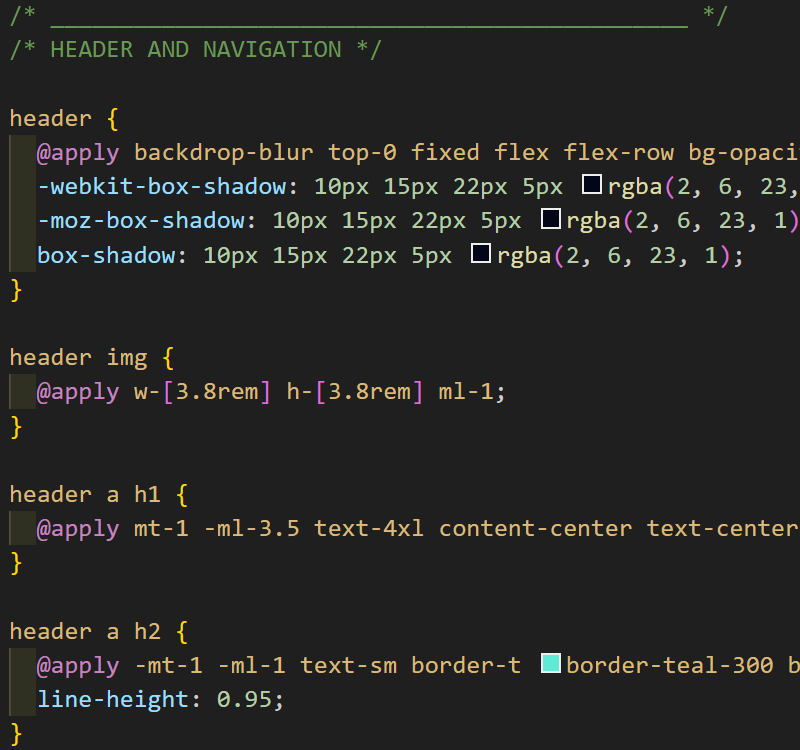 /* ______________________________________________ */
/* HEADER AND NAVIGATION */
header {
@apply backdrop-blur top-0 fixed flex flex-row
-webkit-box-shadow: 10px 15px 22px 5px rgba(2, 6, 23,
-moz-box-shadow: 10px 15px 22px 5px rgba(2, 6, 23, 1)
box-shadow: 10px 15px 22px 5px rgba(2, 6, 23, 1);
}
header img {
@apply w-[3.8rem] h-[3.8rem] ml-1;
}
header a h1 {
@apply mt-1 -ml-3.5 text-4xl content-center text-center
}
header a h2 {
@apply -mt-1 -ml-1 text-sm border-t border-teal-300
line-height: 0.95;
}